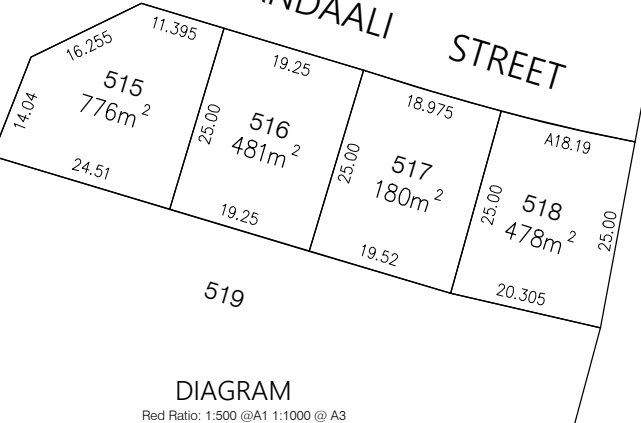 STREET
11.395
16.255
19.25
515
776m²
14.04
25.00
516
481m²
18.975
A18.19
24.51
25.00
517
180m²
25.00
518
478m²
25.00
19.25
19.52
20.305
519
DIAGRAM
Red Ratio: 1:500 @A1 1:1000 @ A3